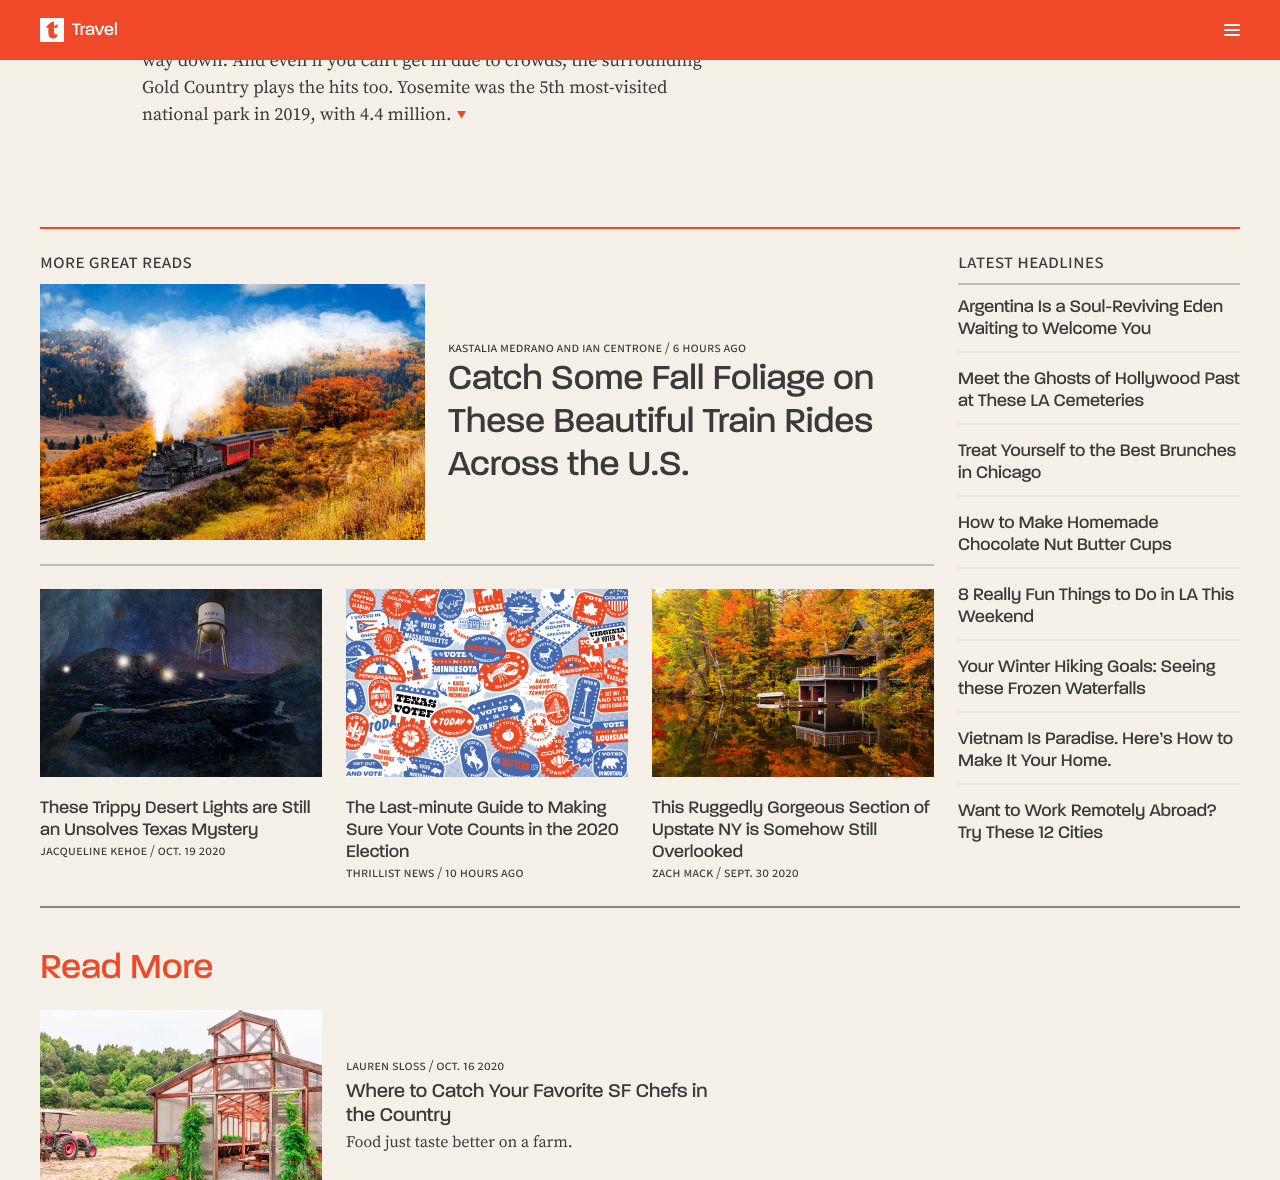 t Travel
way down. And even if you can't get in due to crowds, the surrounding
Gold Country plays the hits too. Yosemite was the 5th most-visited
national park in 2019, with 4.4 million.
MORE GREAT READS
KASTALIA MEDRANO AND IAN CENTRONE / 6 HOURS AGO
Catch Some Fall Foliage on
These Beautiful Train Rides
Across the U.S.
These Trippy Desert Lights are Still
an Unsolves Texas Mystery
JACQUELINE KEHOE / OCT. 19 2020
UTAH
MASSACHUSETTS
VIRGINIA
VOTER
MINNESOTA
TEXAS
VOTER
TODAY
The Last-minute Guide to Making
Sure Your Vote Counts in the 2020
Election
THRILLIST NEWS / 10 HOURS AGO
This Ruggedly Gorgeous Section of
Upstate NY is Somehow Still
Overlooked
ZACH MACK / SEPT. 30 2020
LATEST HEADLINES
Argentina Is a Soul-Reviving Eden
Waiting to Welcome You
Meet the Ghosts of Hollywood Past
at These LA Cemeteries
Treat Yourself to the Best Brunches
in Chicago
How to Make Homemade
Chocolate Nut Butter Cups
8 Really Fun Things to Do in LA This
Weekend
Your Winter Hiking Goals: Seeing
these Frozen Waterfalls
Vietnam Is Paradise. Here’s How to
Make It Your Home.
Want to Work Remotely Abroad?
Try These 12 Cities
Read More
LAUREN SLOSS / OCT. 16 2020
Where to Catch Your Favorite SF Chefs in
the Country
Food just taste better on a farm.